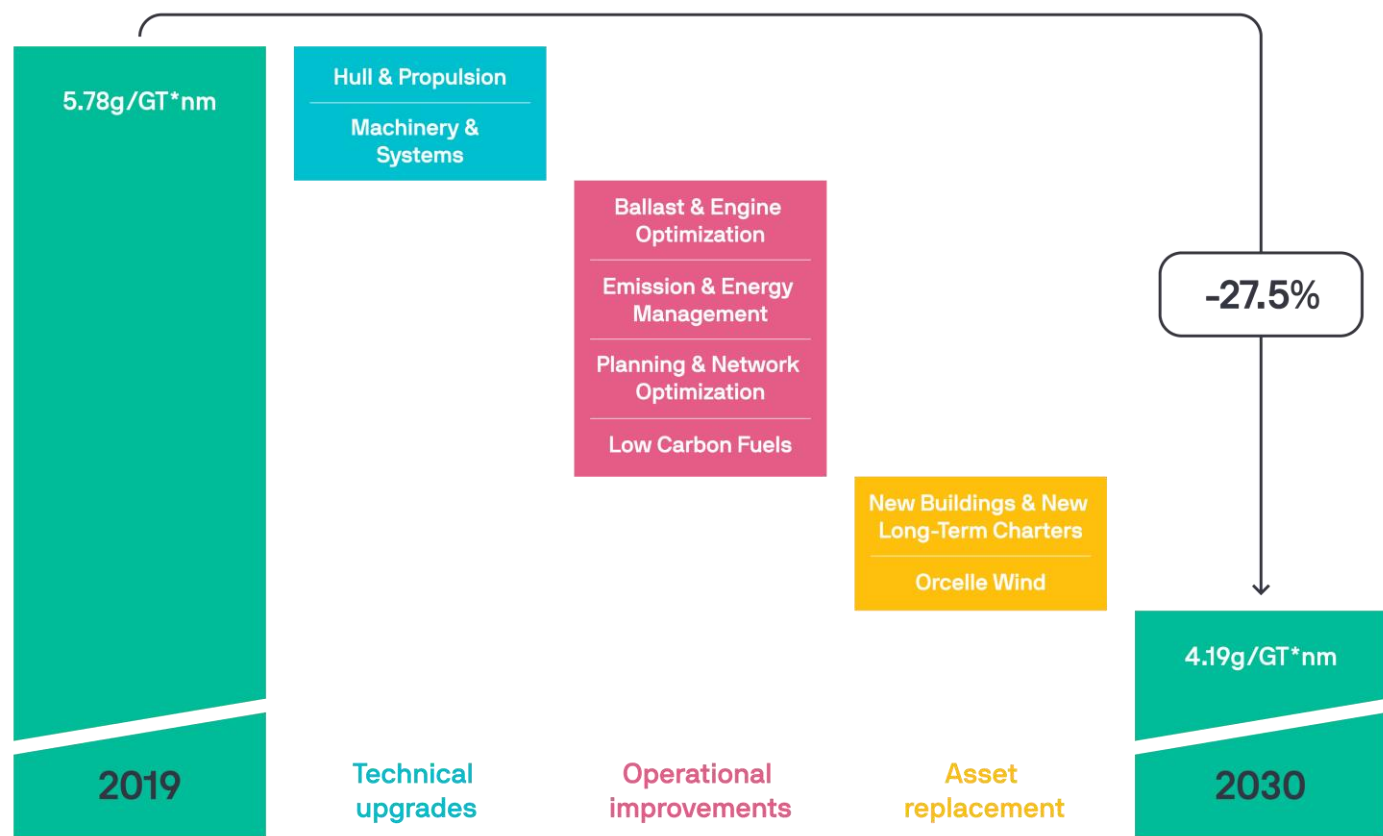 5.78g/GT*nm
Hull & Propulsion
Machinery &
Systems
Ballast & Engine
Optimization
Emission & Energy
Management
Planning & Network
Optimization
Low Carbon Fuels
New Buildings & New
Long-Term Charters
Orcelle Wind
-27.5%
4.19g/GT*nm
2019
Technical
upgrades
Operational
improvements
Asset
replacement
2030